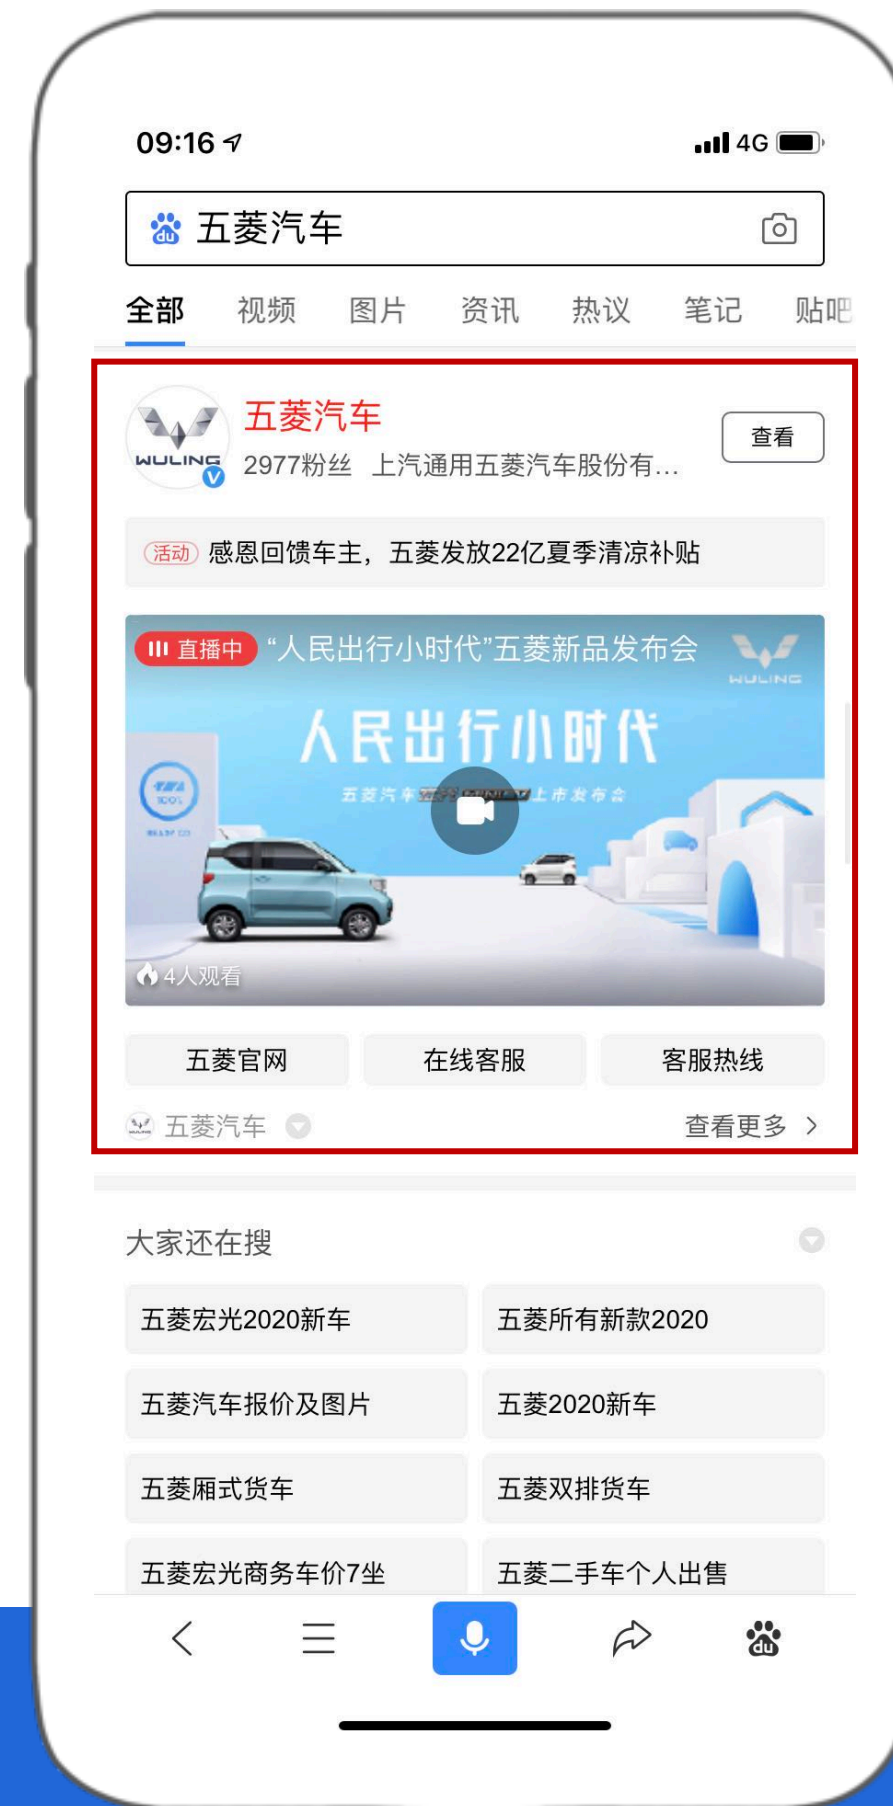 09:16
4G
du 五菱汽车
全部 视频 图片 资讯 热议 笔记 贴吧
五菱汽车
WULING
2977粉丝 上汽通用五菱汽车股份有...
查看
活动 感恩回馈车主，五菱发放22亿夏季清凉补贴
直播中 “人民出行小时代”五菱新品发布会
WULING
人民出行小时代
五菱汽车
上市发布会
100%
4人观看
五菱官网 在线客服 客服热线
五菱汽车 查看更多
大家还在搜
五菱宏光2020新车 五菱所有新款2020
五菱汽车报价及图片 五菱2020新车
五菱厢式货车 五菱双排货车
五菱宏光商务车价7坐 五菱二手车个人出售
du